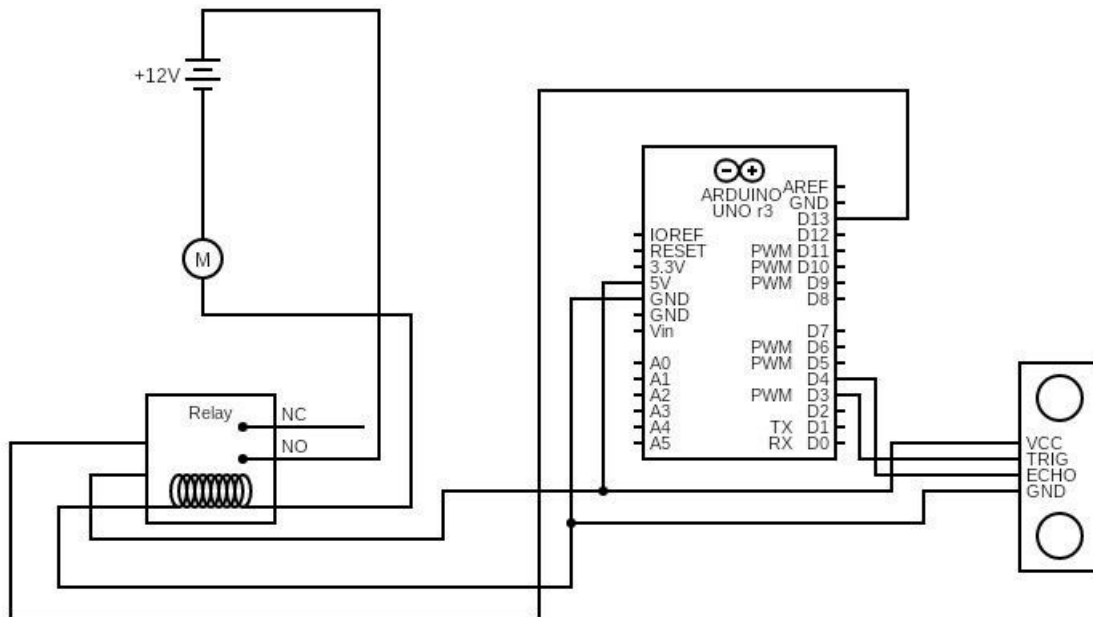 +12V
M
Relay
NC
NO
ARDUINO
UNO r3
IOREF
RESET
3.3V
5V
GND
GND
Vin
A0
A1
A2
A3
A4
A5
AREF
GND
D13
D12
PWM D11
PWM D10
PWM D9
D8
D7
PWM D6
PWM D5
D4
PWM D3
D2
TX D1
RX D0
VCC
TRIG
ECHO
GND